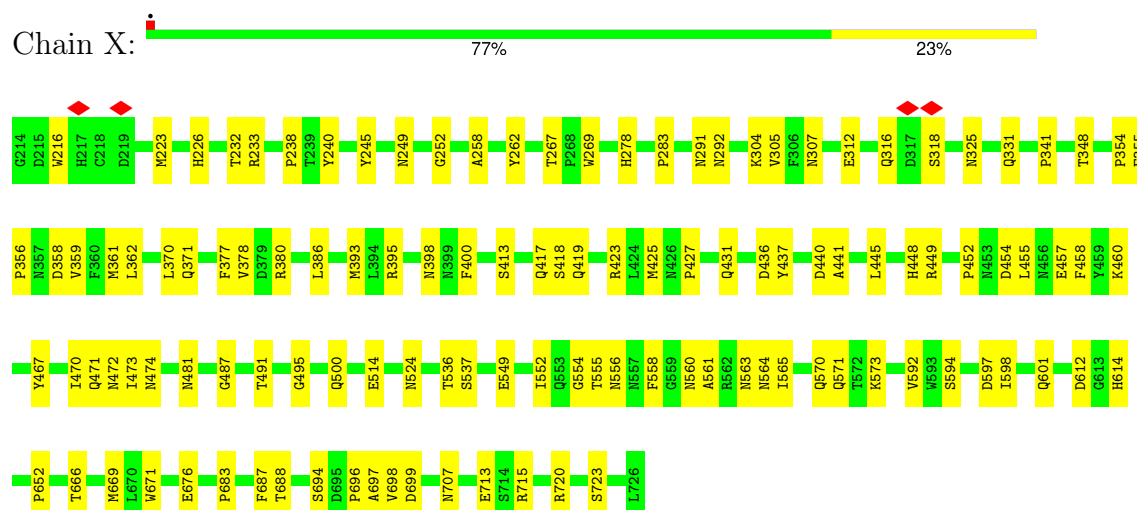 Chain X:
77%
23%
G214 D215 W216 H217 C218 D219 M223 H226 T232 R233 P238 T239 Y240 Y245 N249 G252 A258 Y262 T267 P268 W269 H278 P283 N291 N292 K304 V305 F306 N307 E312 Q316 D317 S318 N325 Q331 P341 T348 P354
P356 N357 D358 V359 F360 M361 L362 L370 Q371 F377 V378 D379 R380 L386 M393 L394 R395 N398 N399 F400 S413 Q417 S418 Q419 R423 L424 M425 N426 P427 Q431 D436 Y437 D440 A441 L445 H448 R449 P452 N453 D454 L455 N456 E457 F458 Y459 K460
Y467 I470 Q471 N472 I473 N474 N481 G487 T491 G495 Q500 E514 N524 T536 S537 E549 I552 Q553 G554 T555 N556 N557 F558 G559 N560 A561 R562 N563 N564 I565 Q570 Q571 T572 K573 V592 W593 S594 D597 I598 Q601 D612 G613 H614
P652 T666 M669 L670 W671 E676 P683 F687 T688 S694 D695 P696 A697 V698 D699 N707 E713 S714 R715 R720 S723 L726